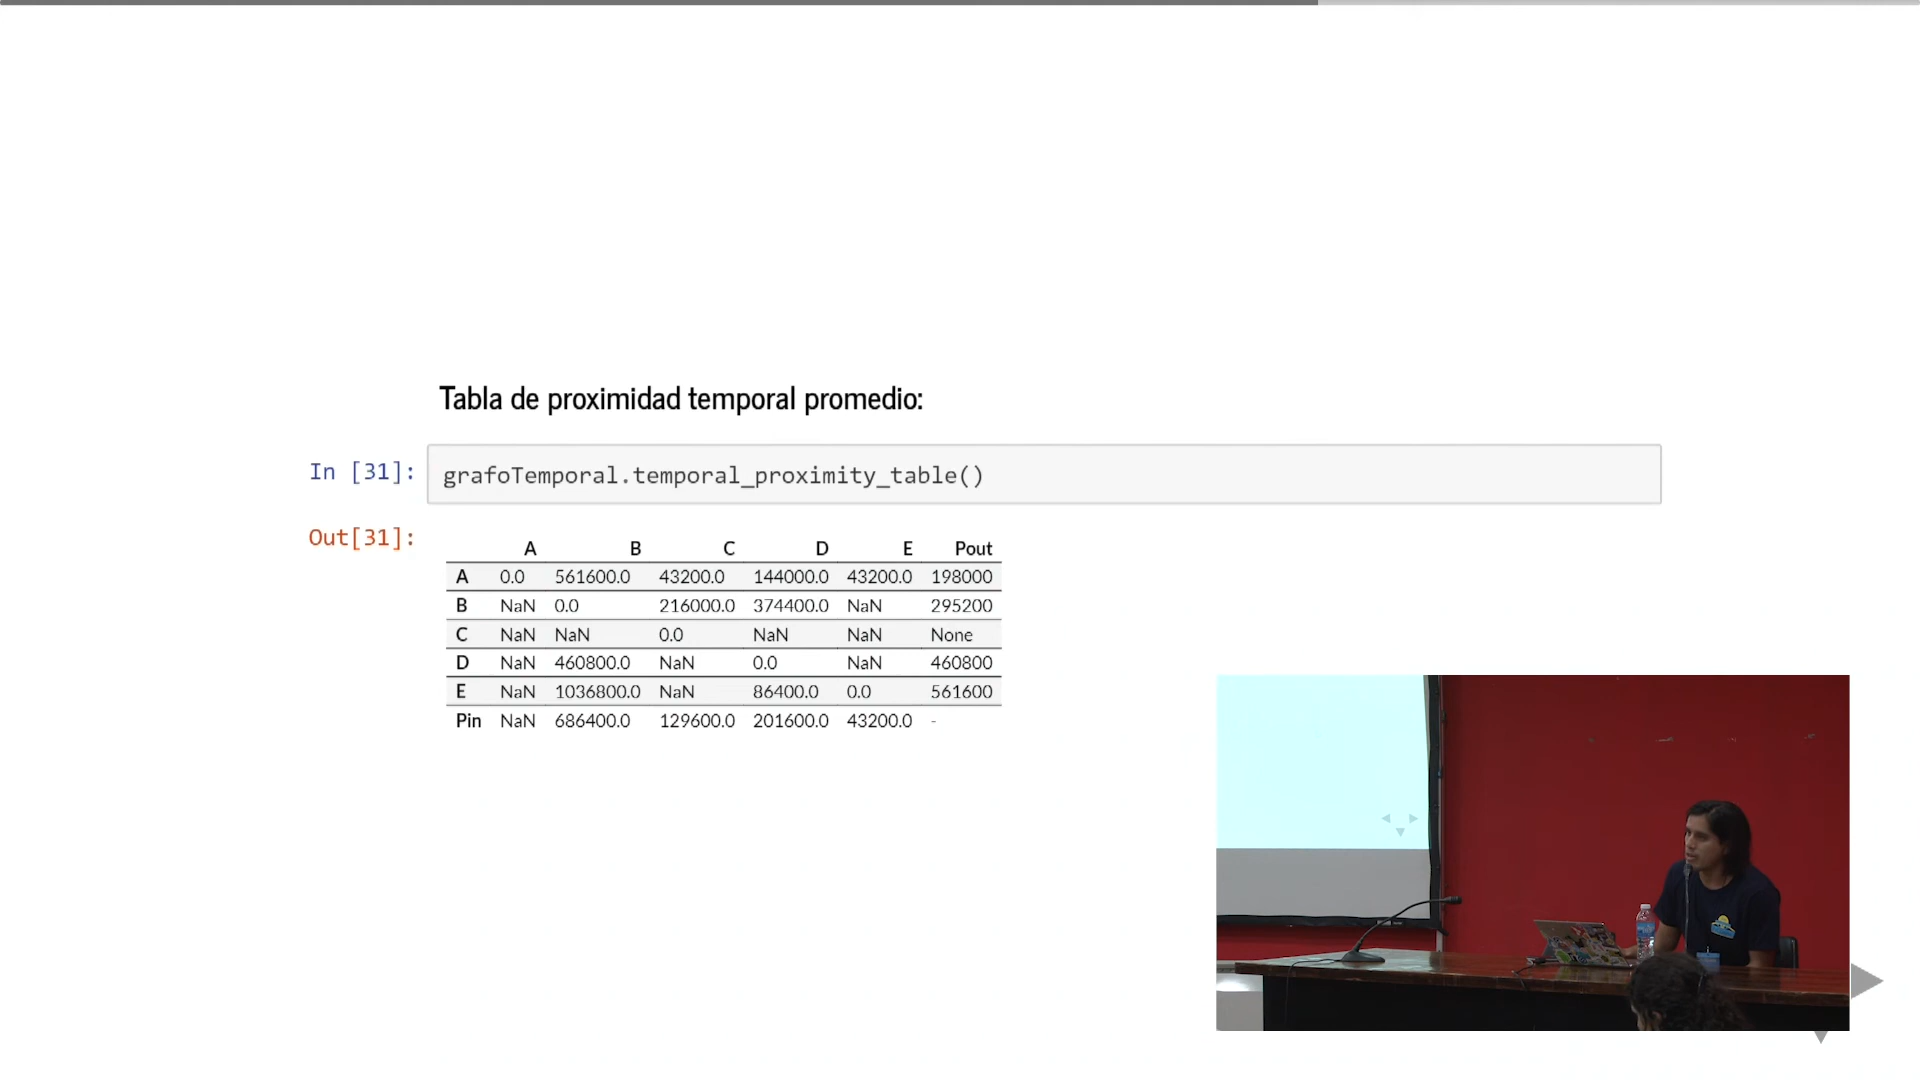 Tabla de proximidad temporal promedio:
In [31]:
grafoTemporal.temporal_proximity_table()
Out[31]:
A B C D E Pout
A 0.0 561600.0 43200.0 144000.0 43200.0 198000
B NaN 0.0 216000.0 374400.0 NaN 295200
C NaN NaN 0.0 NaN NaN None
D NaN 460800.0 NaN 0.0 NaN 460800
E NaN 1036800.0 NaN 86400.0 0.0 561600
Pin NaN 686400.0 129600.0 201600.0 43200.0 -